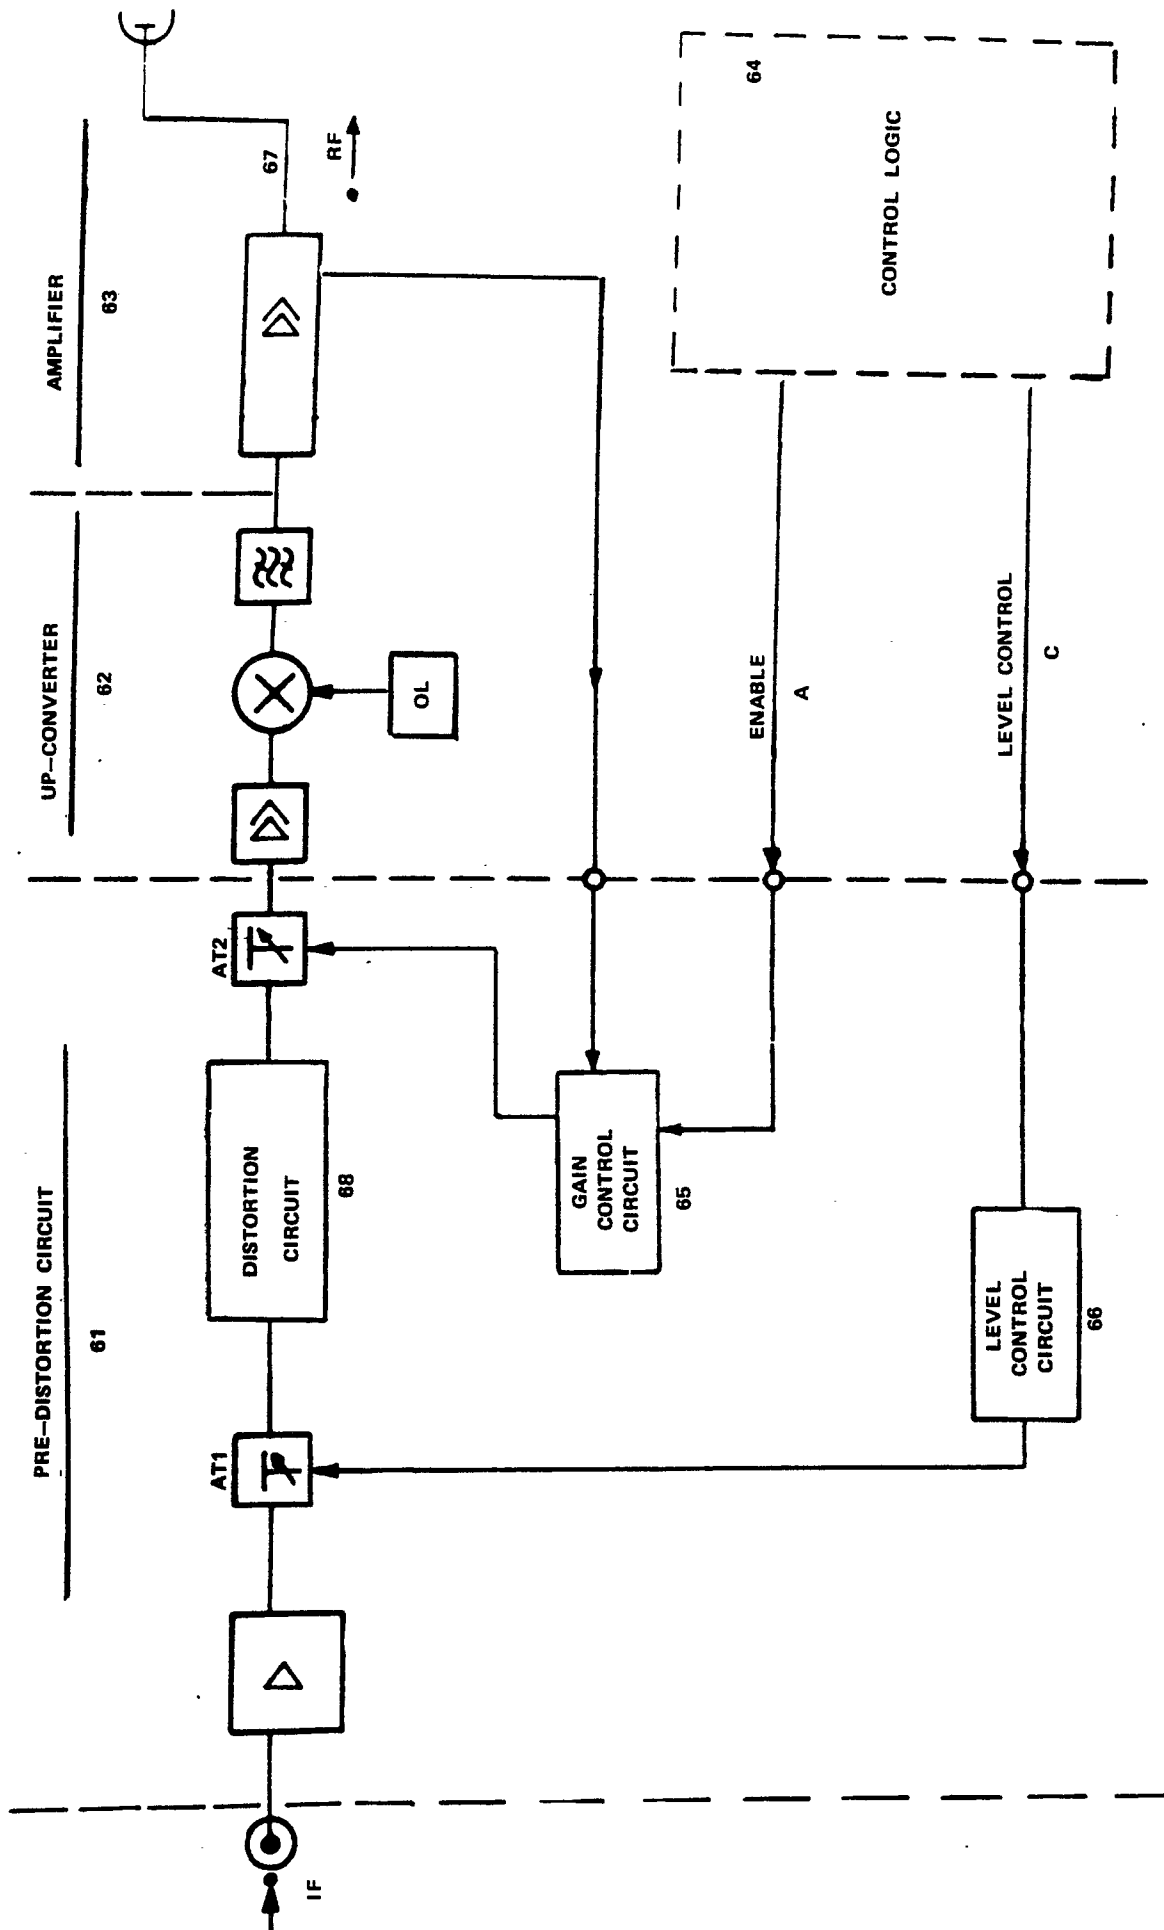 PRE-DISTORTION CIRCUIT
61
UP-CONVERTER
62
AMPLIFIER
63
IF
AT1
DISTORTION
CIRCUIT
68
AT2
OL
67
RF
GAIN
CONTROL
CIRCUIT
65
ENABLE
A
64
CONTROL LOGIC
LEVEL CONTROL
C
LEVEL
CONTROL
CIRCUIT
66